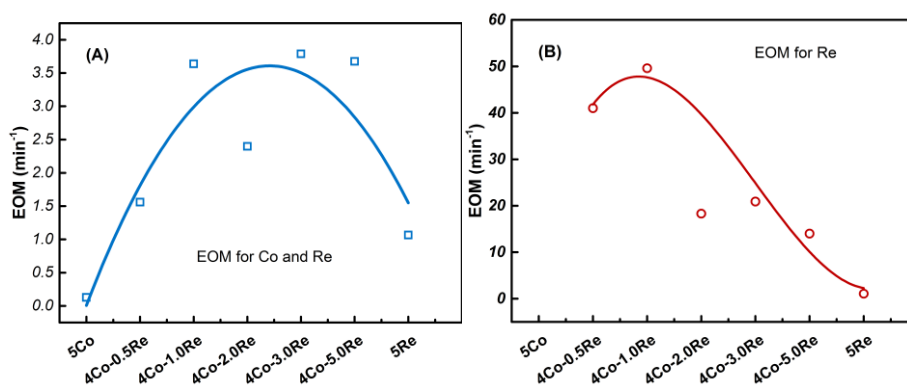 (A)
EOM (min⁻¹)
4.0
3.5
3.0
2.5
2.0
1.5
1.0
0.5
0.0
EOM for Co and Re
5Co
4Co-0.5Re
4Co-1.0Re
4Co-2.0Re
4Co-3.0Re
4Co-5.0Re
5Re
(B)
EOM for Re
EOM (min⁻¹)
60
50
40
30
20
10
0
5Co
4Co-0.5Re
4Co-1.0Re
4Co-2.0Re
4Co-3.0Re
4Co-5.0Re
5Re